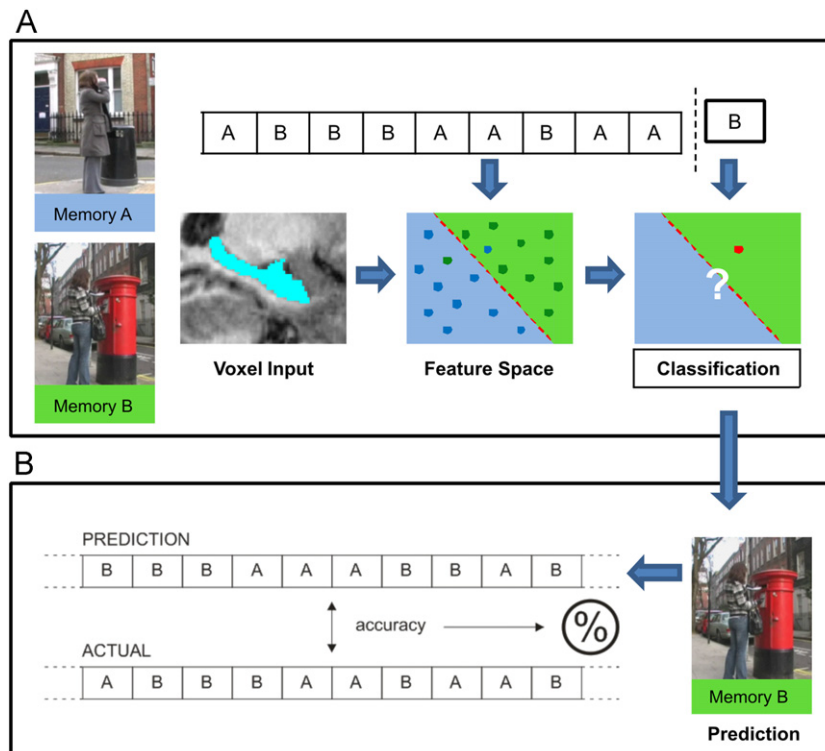 A
A B B B A A B A A B
Memory A
?
Voxel Input Feature Space Classification
Memory B
B
PREDICTION
B B B A A A B B A B
accuracy %
ACTUAL
A B B B A A B A A B
Memory B
Prediction